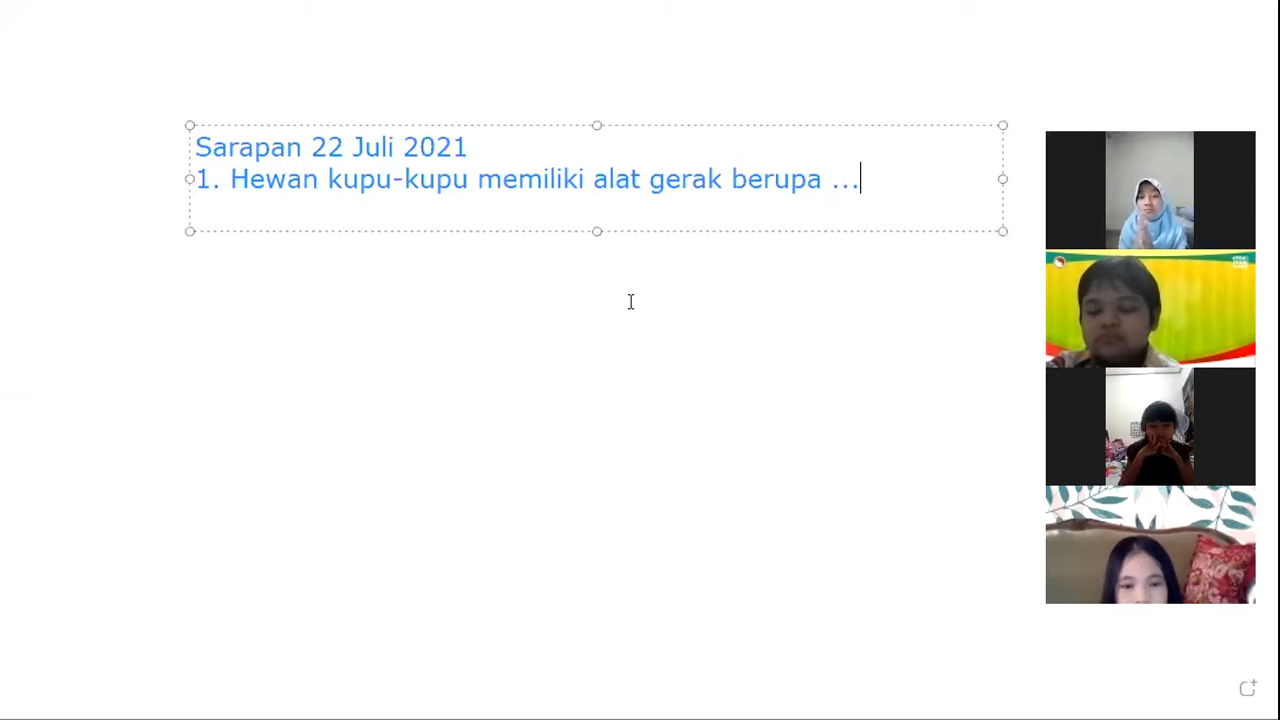 Sarapan 22 Juli 2021
1. Hewan kupu-kupu memiliki alat gerak berupa ...